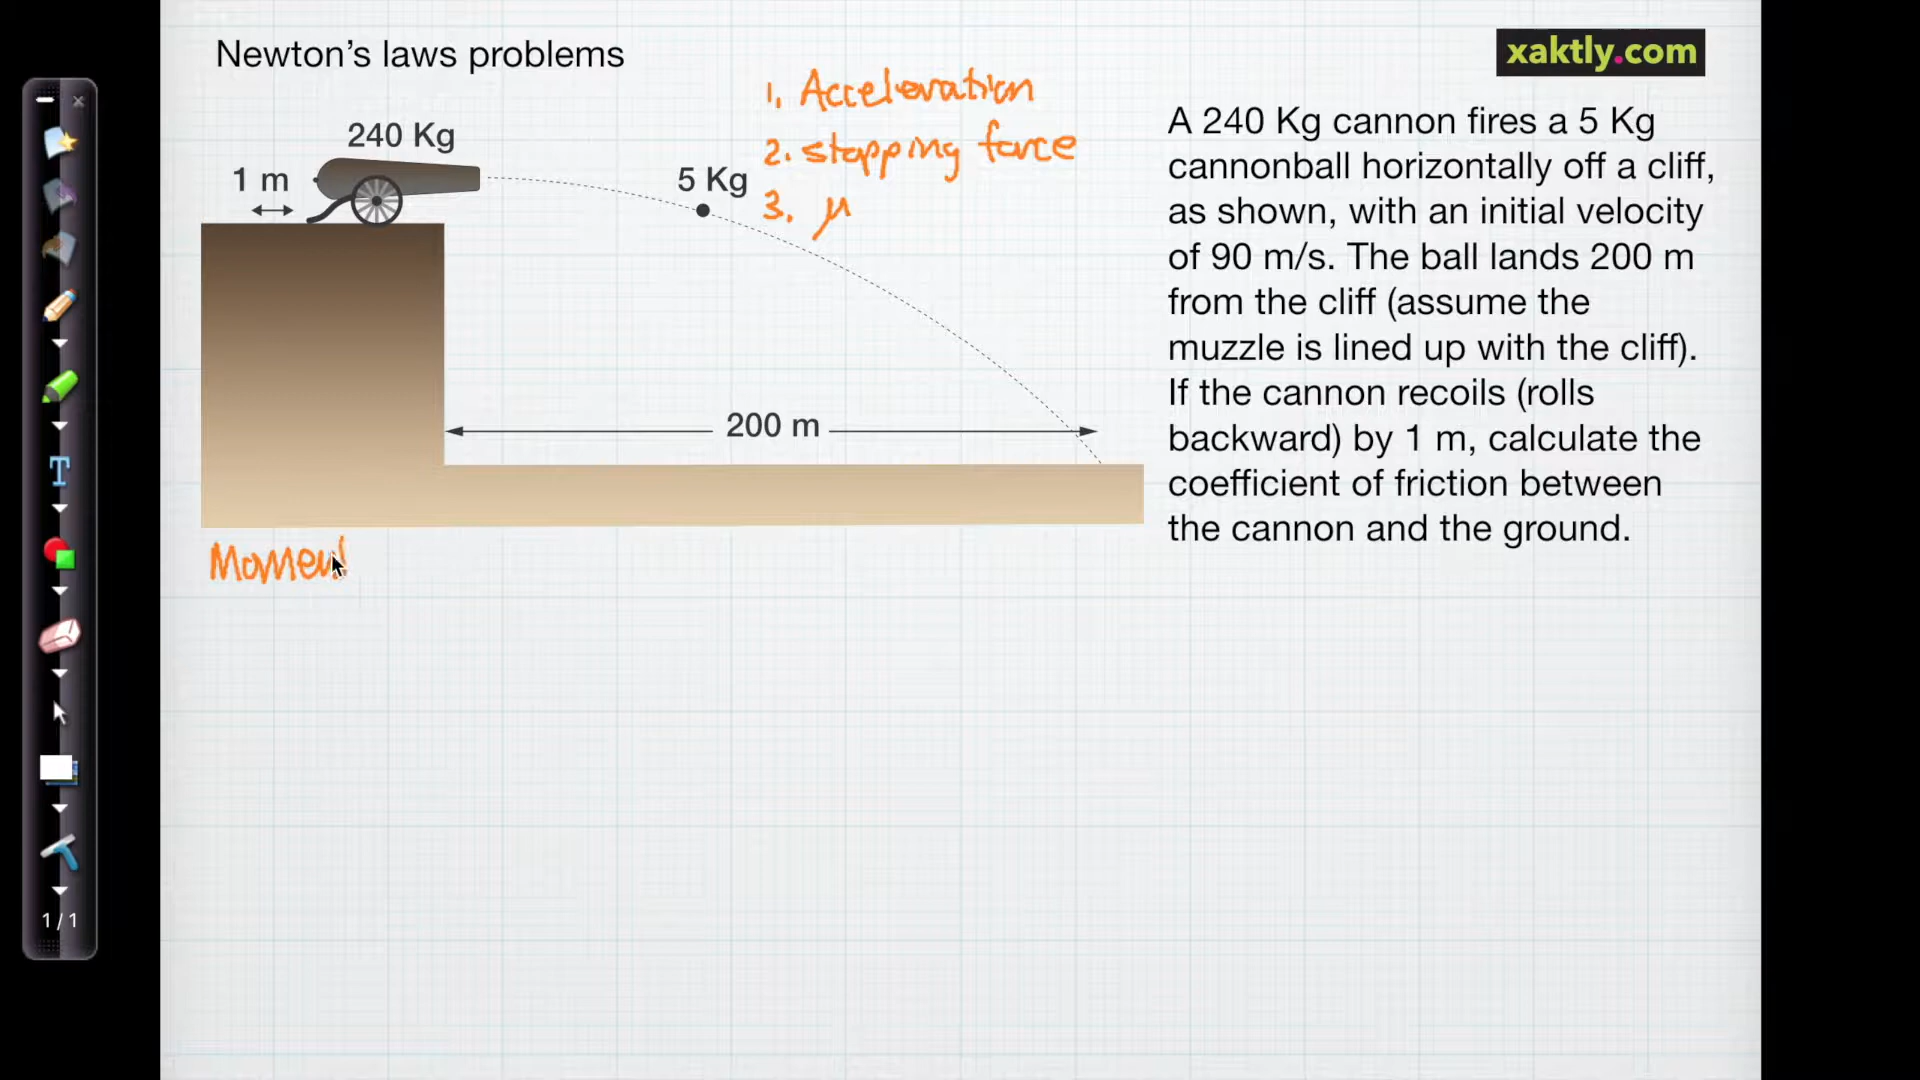 Newton's laws problems
xaktly.com
1. Acceleration
2. stopping force
3. μ
240 Kg
1 m
5 Kg
200 m
A 240 Kg cannon fires a 5 Kg
cannonball horizontally off a cliff,
as shown, with an initial velocity
of 90 m/s. The ball lands 200 m
from the cliff (assume the
muzzle is lined up with the cliff).
If the cannon recoils (rolls
backward) by 1 m, calculate the
coefficient of friction between
the cannon and the ground.
Moment
T
1/1